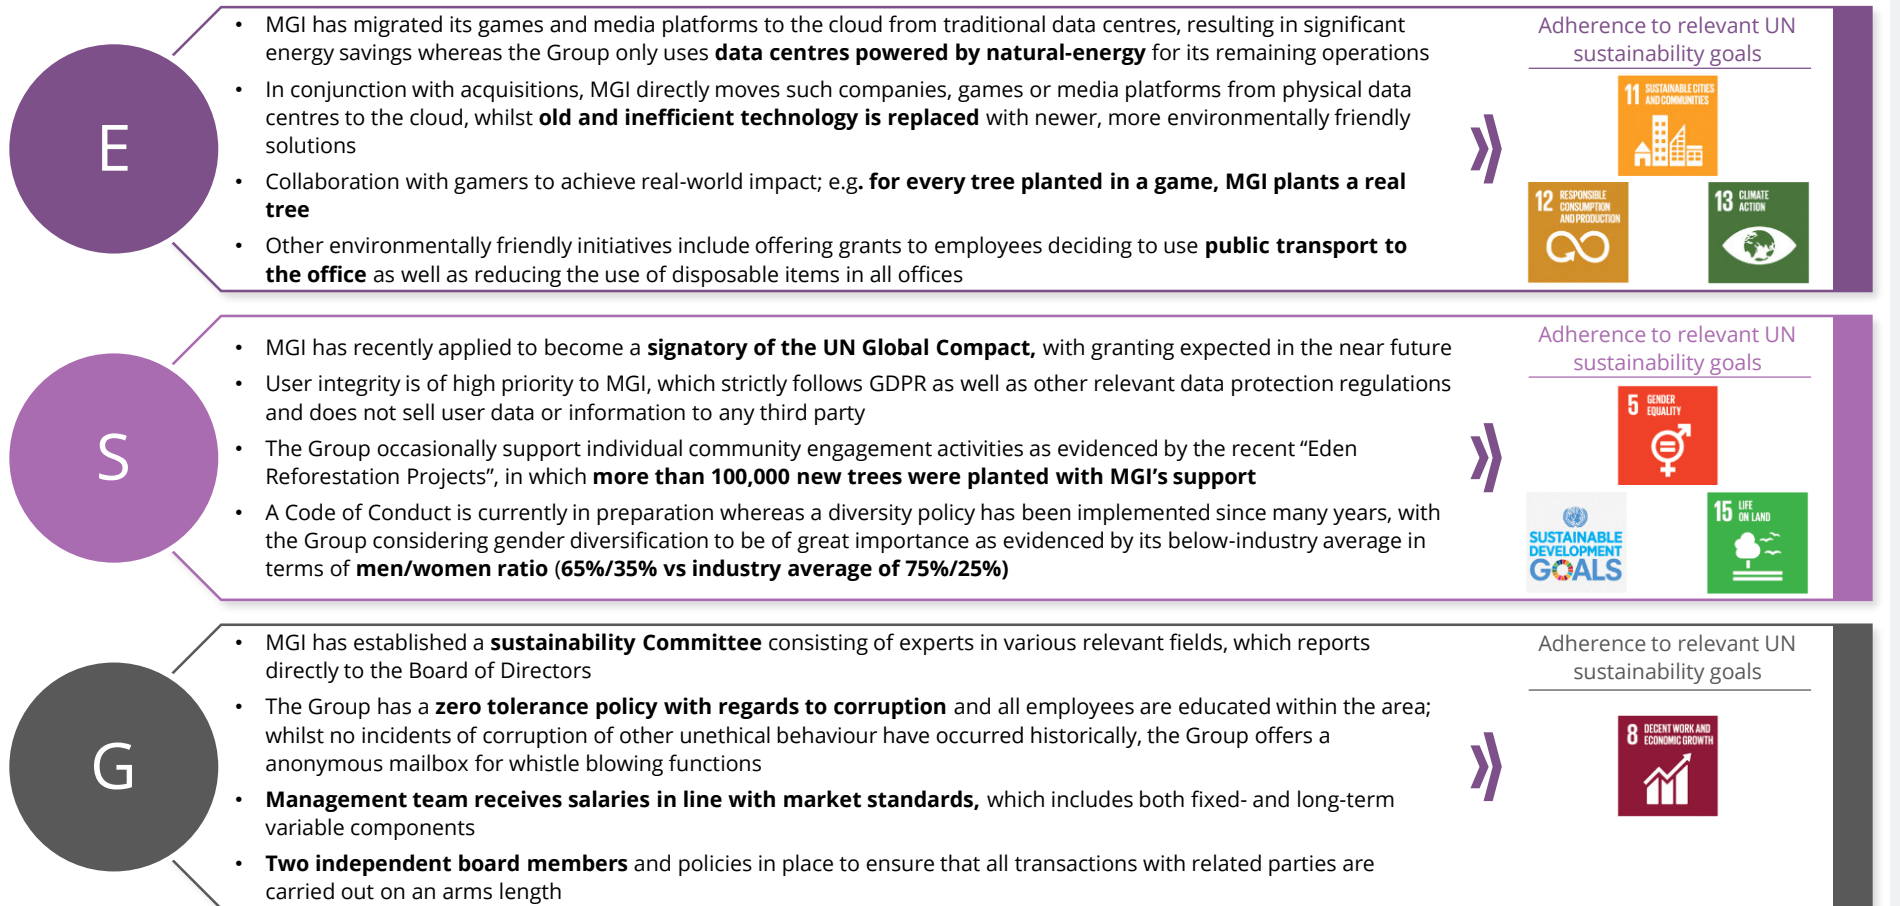 E
• MGI has migrated its games and media platforms to the cloud from traditional data centres, resulting in significant
energy savings whereas the Group only uses data centres powered by natural-energy for its remaining operations
• In conjunction with acquisitions, MGI directly moves such companies, games or media platforms from physical data
centres to the cloud, whilst old and inefficient technology is replaced with newer, more environmentally friendly
solutions
• Collaboration with gamers to achieve real-world impact; e.g. for every tree planted in a game, MGI plants a real
tree
• Other environmentally friendly initiatives include offering grants to employees deciding to use public transport to
the office as well as reducing the use of disposable items in all offices
Adherence to relevant UN
sustainability goals
11 SUSTAINABLE CITIES
AND COMMUNITIES
12 RESPONSIBLE
CONSUMPTION
AND PRODUCTION
13 CLIMATE
ACTION
S
• MGI has recently applied to become a signatory of the UN Global Compact, with granting expected in the near future
• User integrity is of high priority to MGI, which strictly follows GDPR as well as other relevant data protection regulations
and does not sell user data or information to any third party
• The Group occasionally support individual community engagement activities as evidenced by the recent “Eden
Reforestation Projects”, in which more than 100,000 new trees were planted with MGI’s support
• A Code of Conduct is currently in preparation whereas a diversity policy has been implemented since many years, with
the Group considering gender diversification to be of great importance as evidenced by its below-industry average in
terms of men/women ratio (65%/35% vs industry average of 75%/25%)
Adherence to relevant UN
sustainability goals
5 GENDER
EQUALITY
SUSTAINABLE
DEVELOPMENT
GOALS
15 LIFE
ON LAND
G
• MGI has established a sustainability Committee consisting of experts in various relevant fields, which reports
directly to the Board of Directors
• The Group has a zero tolerance policy with regards to corruption and all employees are educated within the area;
whilst no incidents of corruption of other unethical behaviour have occurred historically, the Group offers a
anonymous mailbox for whistle blowing functions
• Management team receives salaries in line with market standards, which includes both fixed- and long-term
variable components
• Two independent board members and policies in place to ensure that all transactions with related parties are
carried out on an arms length
Adherence to relevant UN
sustainability goals
8 DECENT WORK AND
ECONOMIC GROWTH